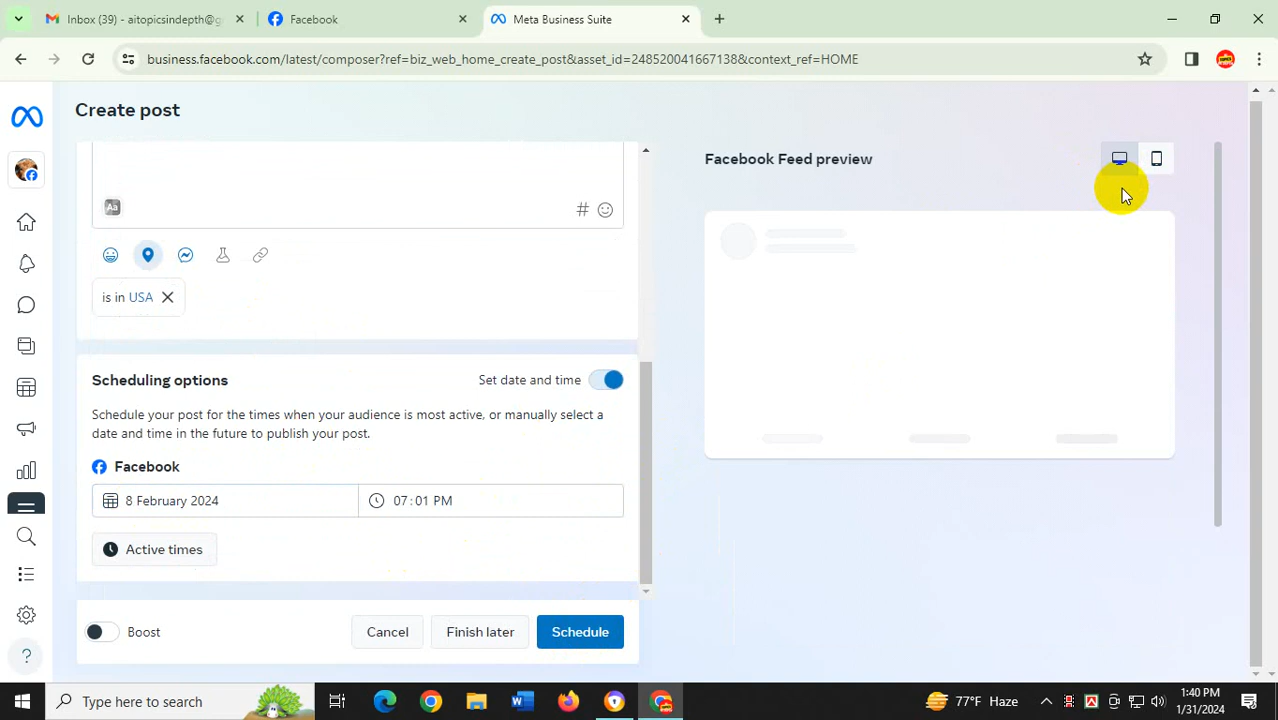 Inbox (39) - aitopicsindepth@g
Facebook
Meta Business Suite
business.facebook.com/latest/composer?ref=biz_web_home_create_post&asset_id=248520041667138&context_ref=HOME
Create post
Facebook Feed preview
Aa
#
is in USA
Scheduling options
Set date and time
Schedule your post for the times when your audience is most active, or manually select a
date and time in the future to publish your post.
Facebook
8 February 2024
07:01 PM
Active times
Boost
Cancel
Finish later
Schedule
?
Type here to search
77°F Haze
1:40 PM
1/31/2024